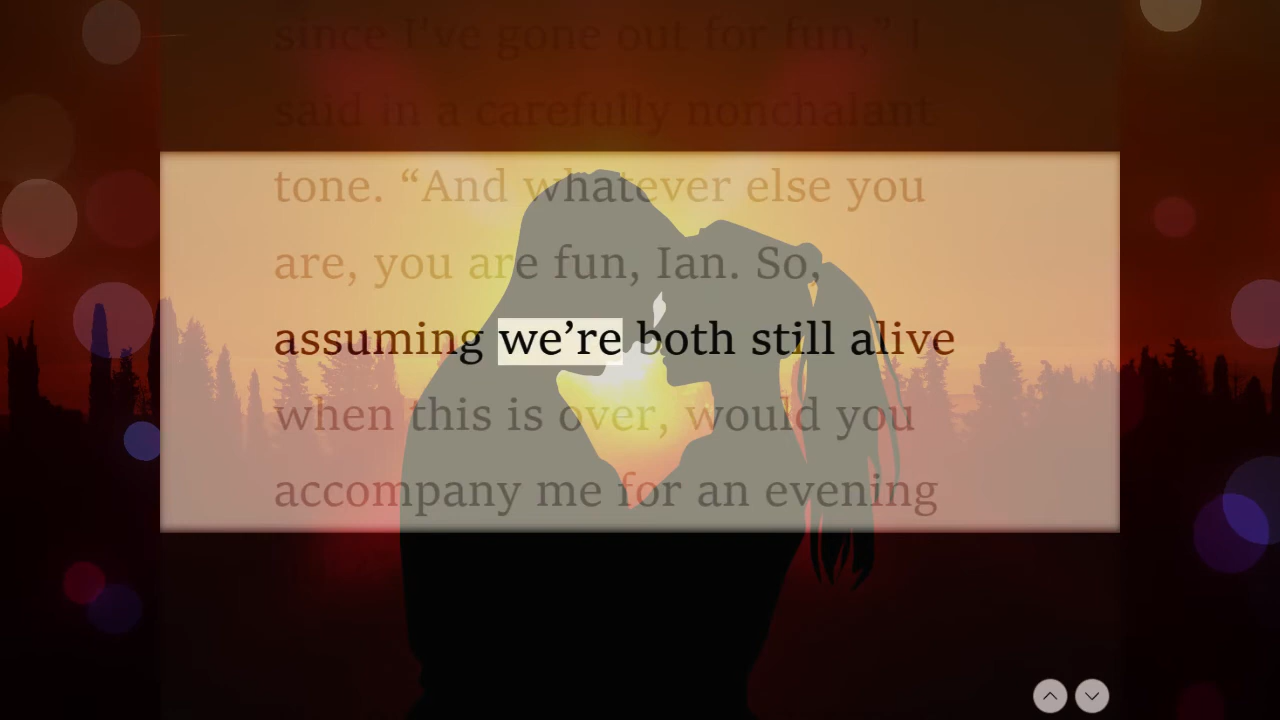 since I've gone out for fun,” I
said in a carefully nonchalant
tone. “And whatever else you
are, you are fun, Ian. So,
assuming we’re both still alive
when this is over, would you
accompany me for an evening